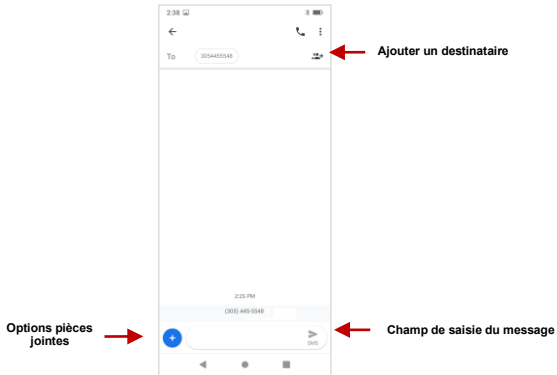 2:38
To
3054455548
Ajouter un destinataire
2:25 PM
(305) 445-5548
Options pièces
jointes
Champ de saisie du message
SMS